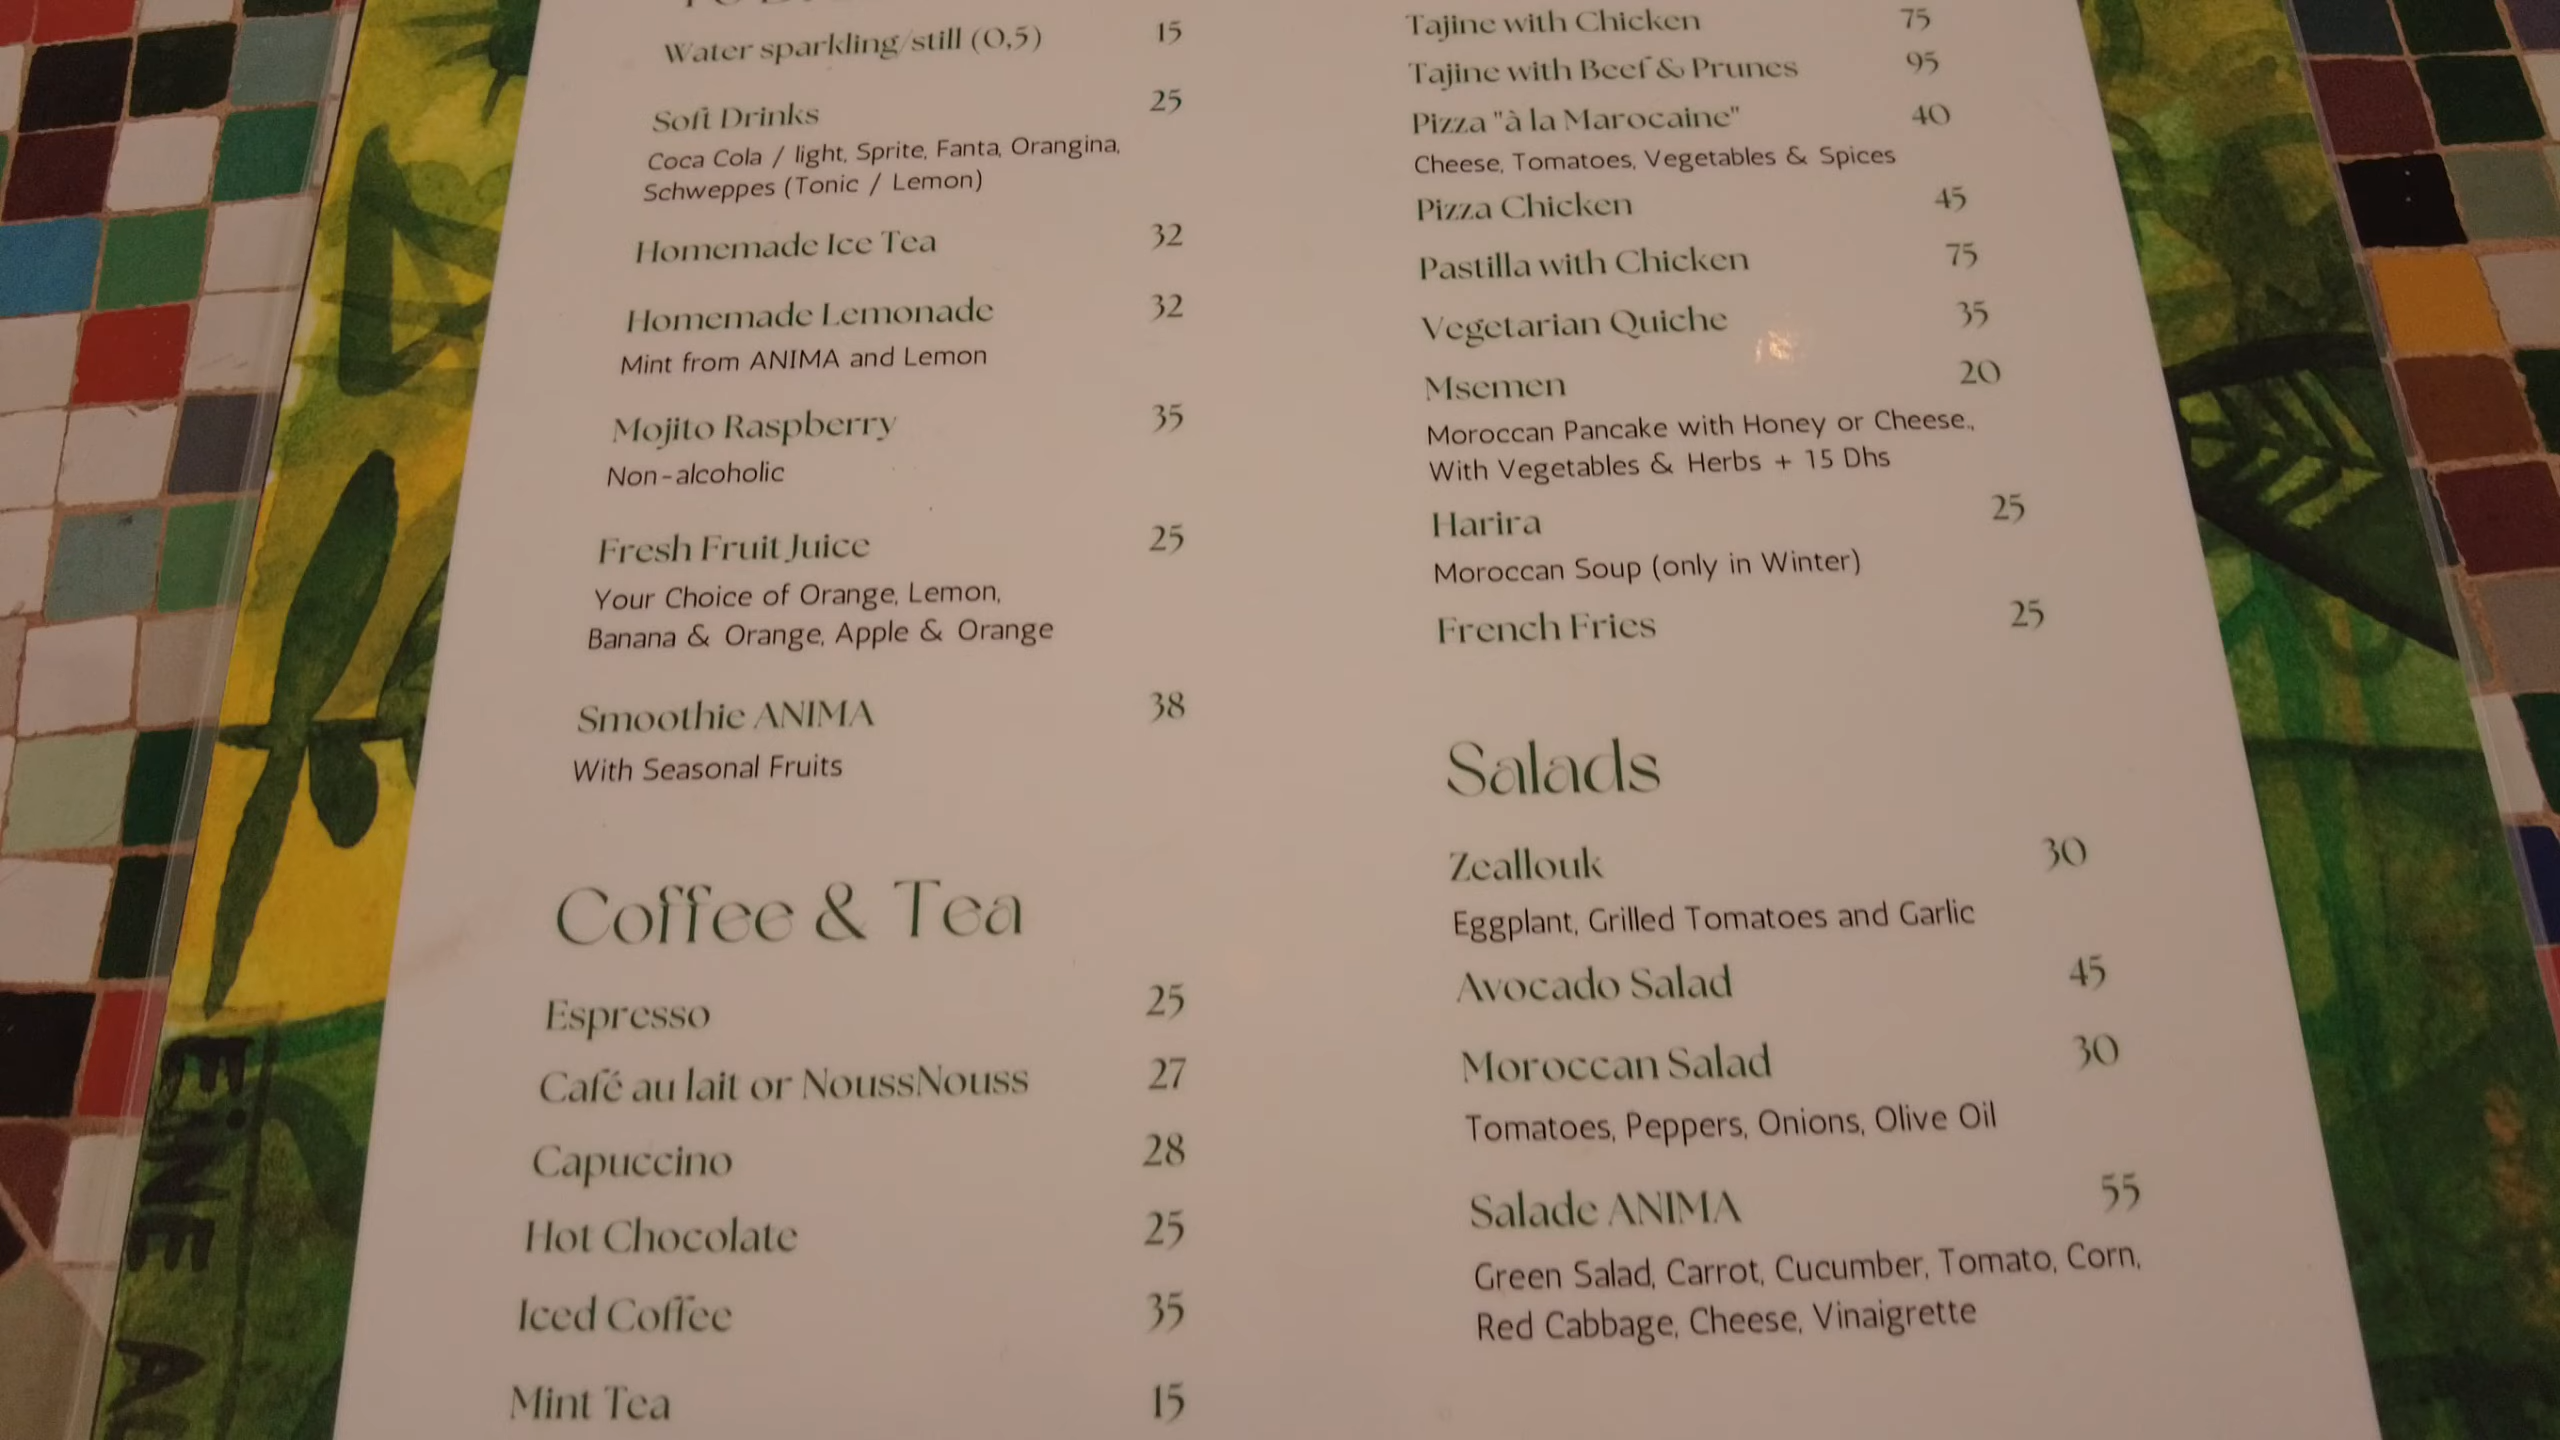 Water sparkling/still (0,5) 15
Soft Drinks 25
Coca Cola / light, Sprite, Fanta, Orangina,
Schweppes (Tonic / Lemon)
Homemade Ice Tea 32
Homemade Lemonade 32
Mint from ANIMA and Lemon
Mojito Raspberry 35
Non-alcoholic
Fresh Fruit Juice 25
Your Choice of Orange, Lemon,
Banana & Orange, Apple & Orange
Smoothie ANIMA 38
With Seasonal Fruits
Coffee & Tea
Espresso 25
Café au lait or NoussNouss 27
Capuccino 28
Hot Chocolate 25
Iced Coffee 35
Mint Tea 15
Tajine with Chicken 75
Tajine with Beef & Prunes 95
Pizza "à la Marocaine" 40
Cheese, Tomatoes, Vegetables & Spices
Pizza Chicken 45
Pastilla with Chicken 75
Vegetarian Quiche 35
Msemen 20
Moroccan Pancake with Honey or Cheese.,
With Vegetables & Herbs + 15 Dhs
Harira 25
Moroccan Soup (only in Winter)
French Fries 25
Salads
Zeallouk 30
Eggplant, Grilled Tomatoes and Garlic
Avocado Salad 45
Moroccan Salad 30
Tomatoes, Peppers, Onions, Olive Oil
Salade ANIMA 55
Green Salad, Carrot, Cucumber, Tomato, Corn,
Red Cabbage, Cheese, Vinaigrette
EiNE